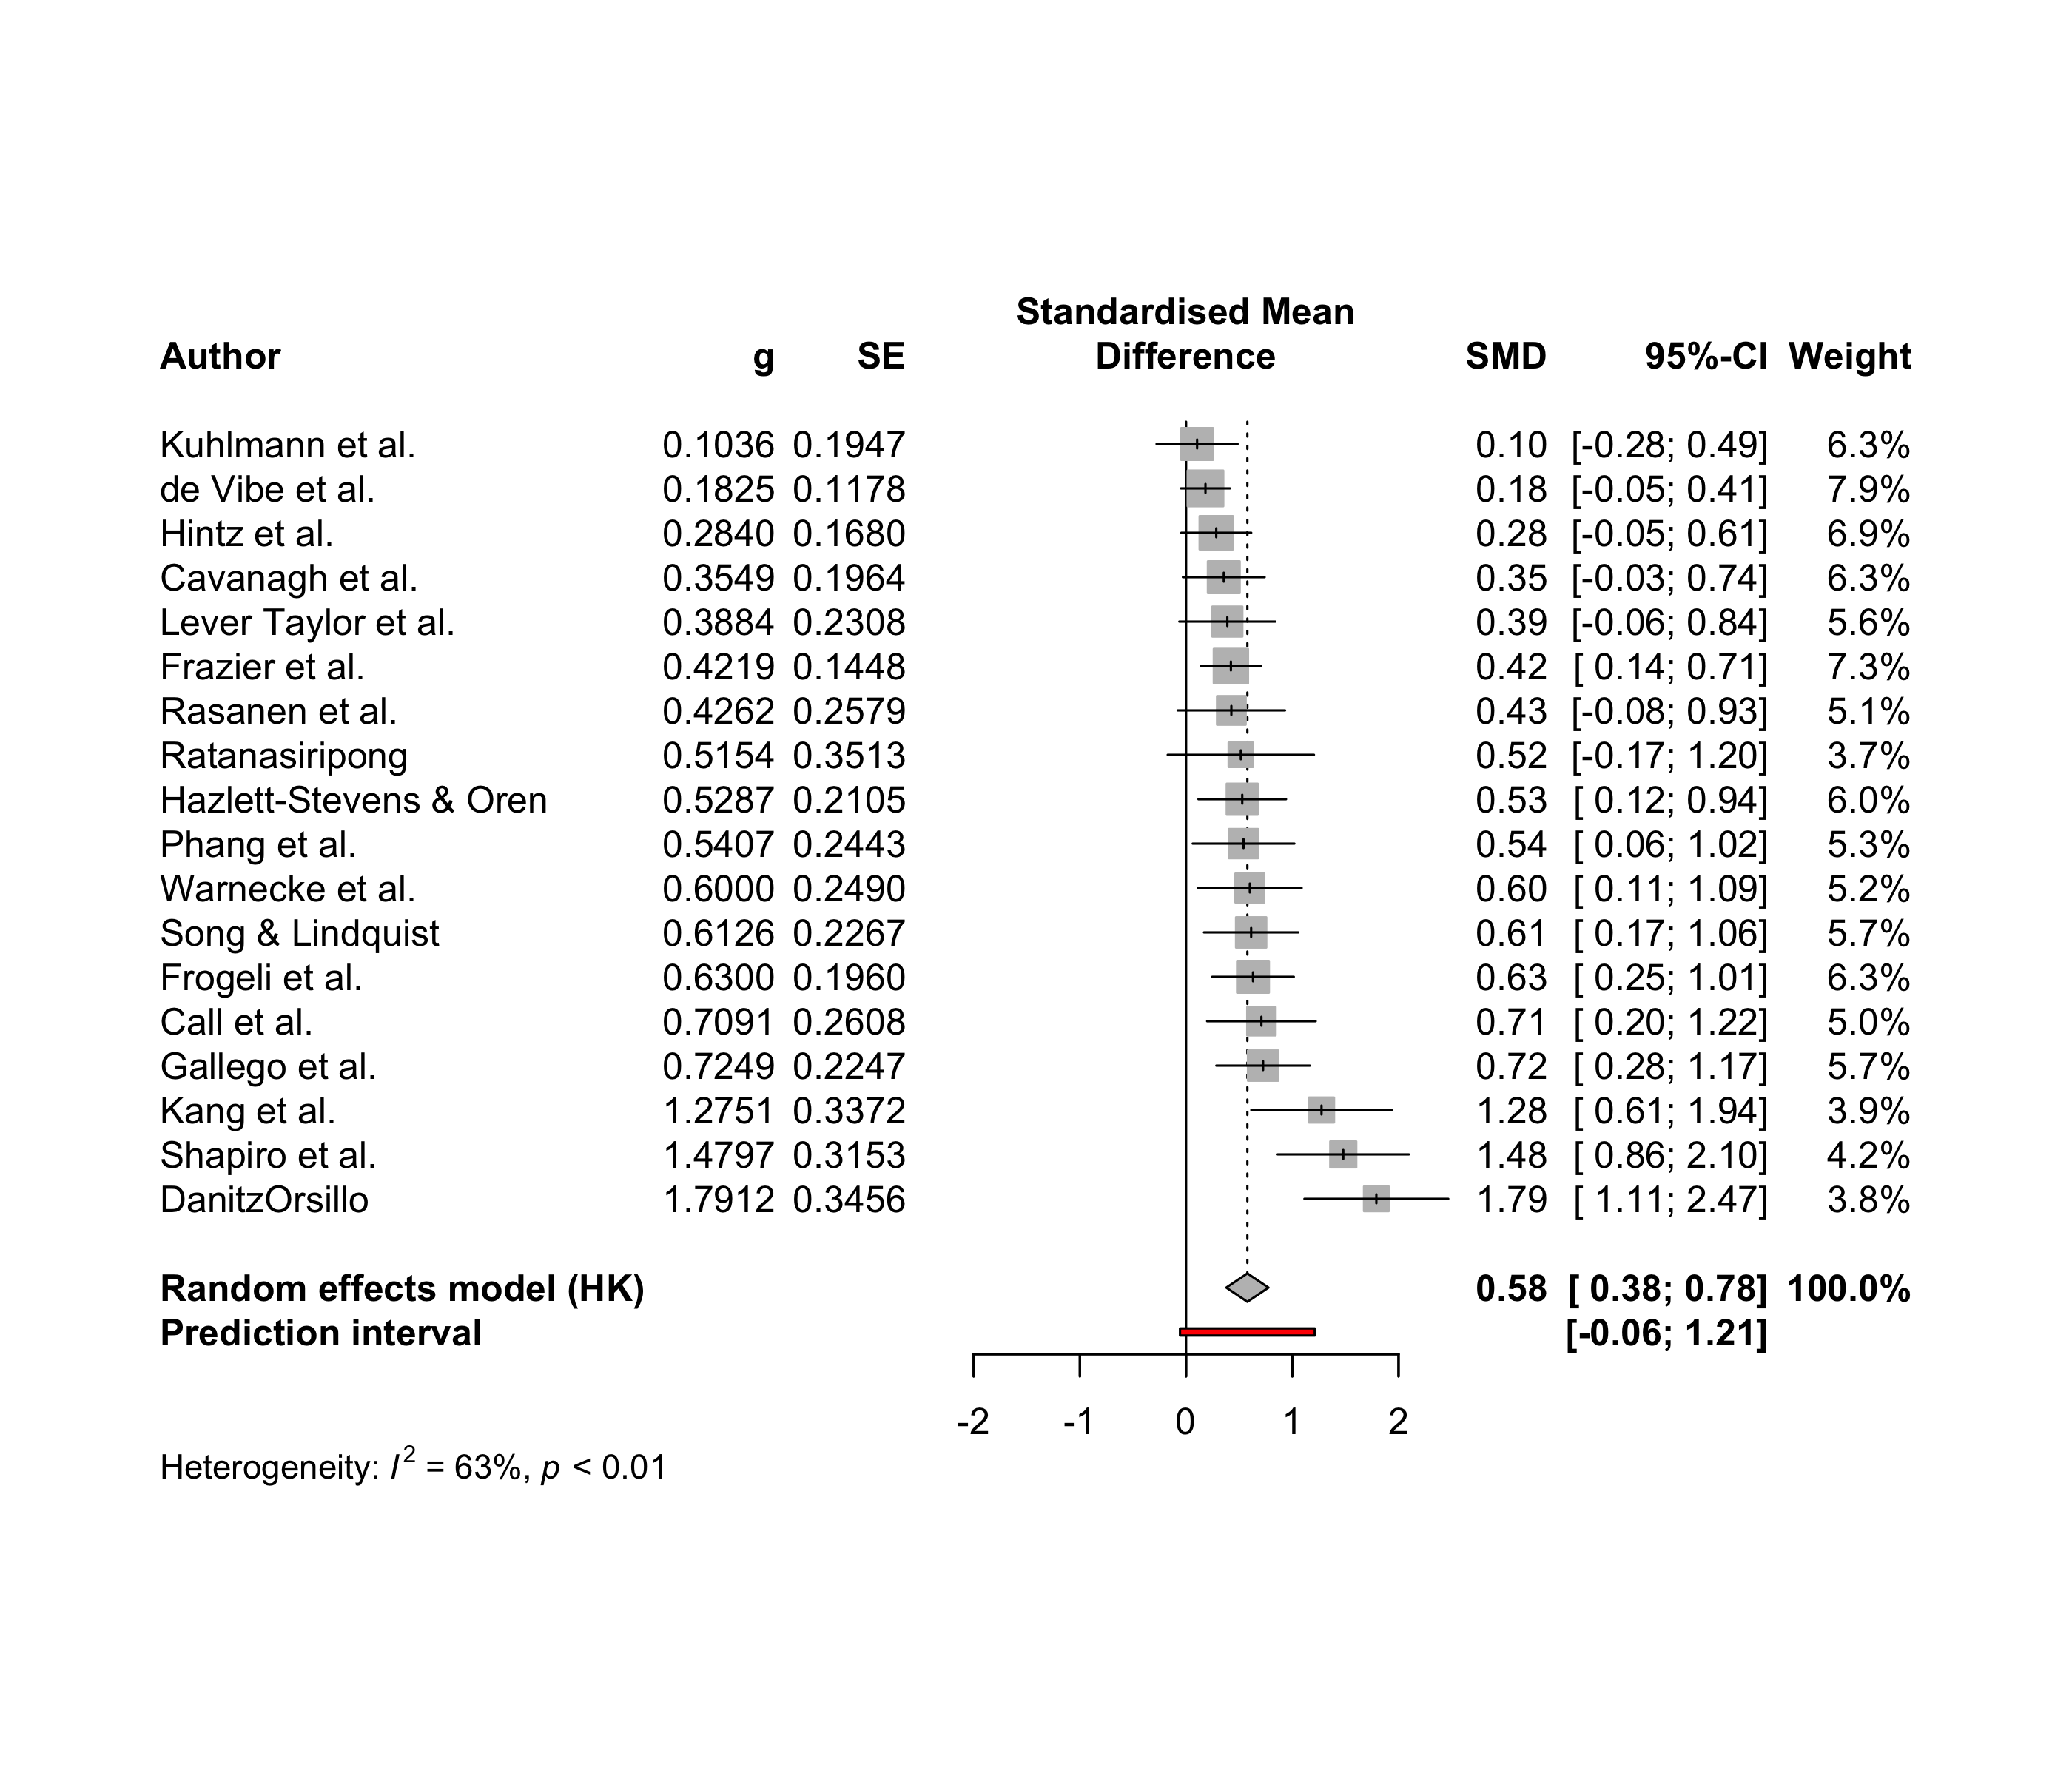 Standardised Mean
Author g SE Difference SMD 95%-CI Weight
Kuhlmann et al. 0.1036 0.1947 0.10 [-0.28; 0.49] 6.3%
de Vibe et al. 0.1825 0.1178 0.18 [-0.05; 0.41] 7.9%
Hintz et al. 0.2840 0.1680 0.28 [-0.05; 0.61] 6.9%
Cavanagh et al. 0.3549 0.1964 0.35 [-0.03; 0.74] 6.3%
Lever Taylor et al. 0.3884 0.2308 0.39 [-0.06; 0.84] 5.6%
Frazier et al. 0.4219 0.1448 0.42 [ 0.14; 0.71] 7.3%
Rasanen et al. 0.4262 0.2579 0.43 [-0.08; 0.93] 5.1%
Ratanasiripong 0.5154 0.3513 0.52 [-0.17; 1.20] 3.7%
Hazlett-Stevens & Oren 0.5287 0.2105 0.53 [ 0.12; 0.94] 6.0%
Phang et al. 0.5407 0.2443 0.54 [ 0.06; 1.02] 5.3%
Warnecke et al. 0.6000 0.2490 0.60 [ 0.11; 1.09] 5.2%
Song & Lindquist 0.6126 0.2267 0.61 [ 0.17; 1.06] 5.7%
Frogeli et al. 0.6300 0.1960 0.63 [ 0.25; 1.01] 6.3%
Call et al. 0.7091 0.2608 0.71 [ 0.20; 1.22] 5.0%
Gallego et al. 0.7249 0.2247 0.72 [ 0.28; 1.17] 5.7%
Kang et al. 1.2751 0.3372 1.28 [ 0.61; 1.94] 3.9%
Shapiro et al. 1.4797 0.3153 1.48 [ 0.86; 2.10] 4.2%
DanitzOrsillo 1.7912 0.3456 1.79 [ 1.11; 2.47] 3.8%
Random effects model (HK) 0.58 [ 0.38; 0.78] 100.0%
Prediction interval [-0.06; 1.21]
-2 -1 0 1 2
Heterogeneity: I² = 63%, p < 0.01